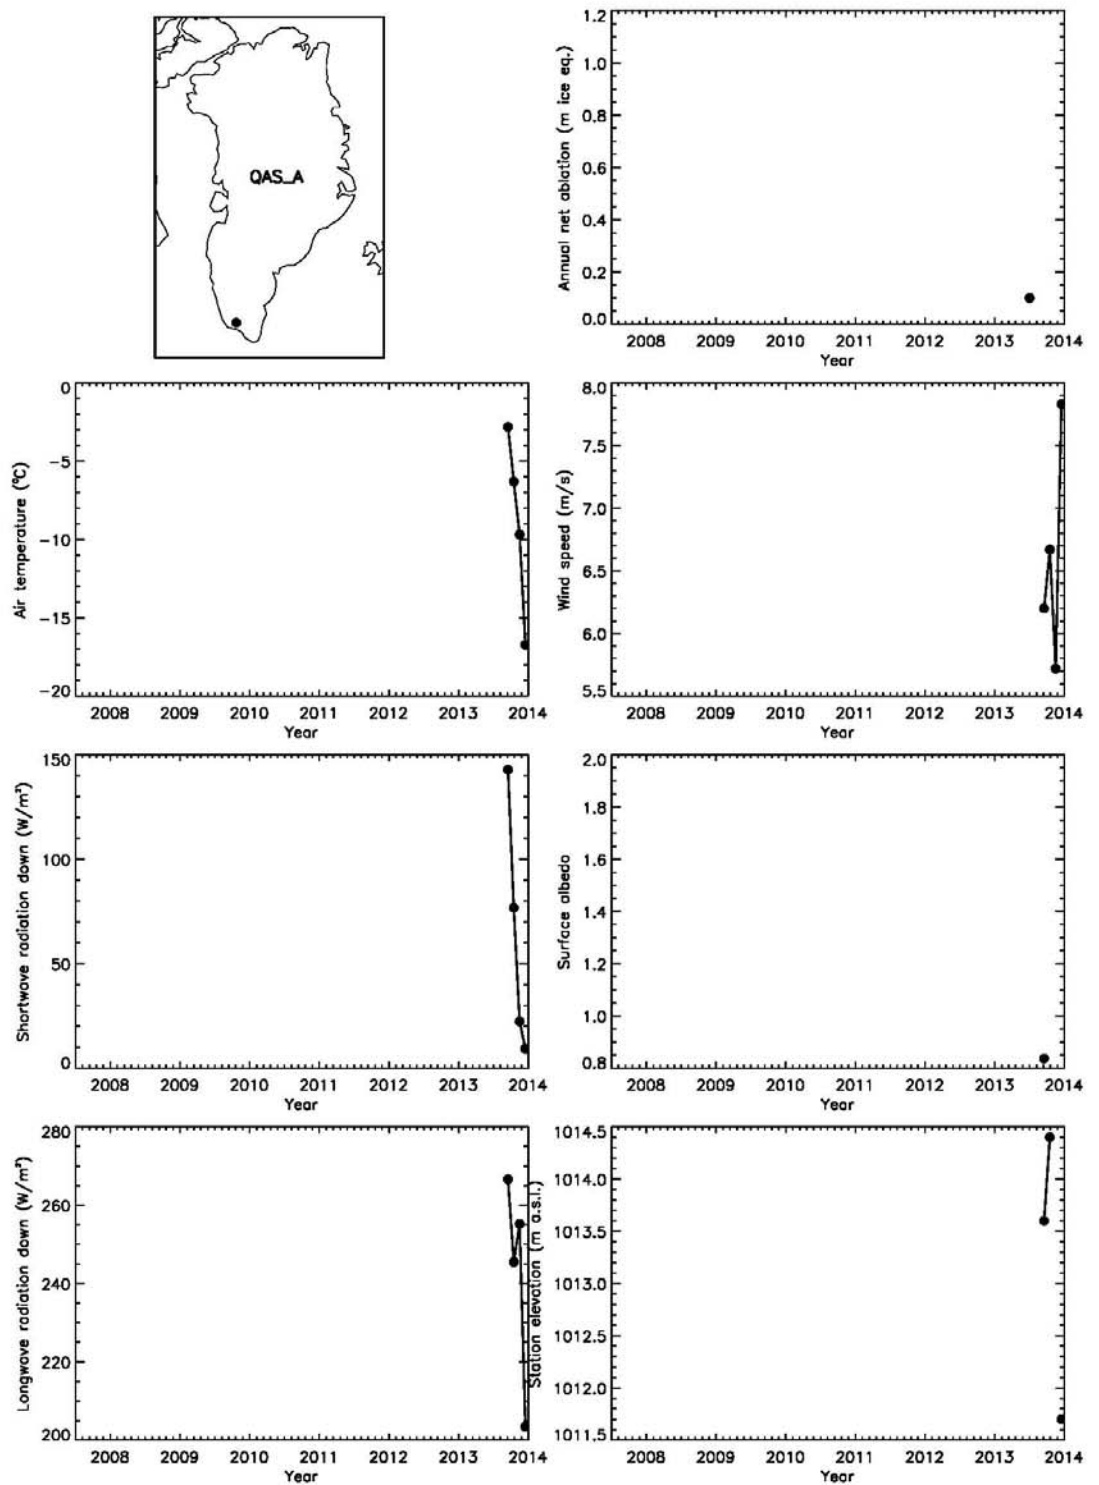 QAS_A
1.2
1.0
0.8
0.6
0.4
0.2
0.0
Annual net ablation (m ice eq.)
2008 2009 2010 2011 2012 2013 2014
Year
0
−5
−10
−15
−20
Air temperature (°C)
2008 2009 2010 2011 2012 2013 2014
Year
8.0
7.5
7.0
6.5
6.0
5.5
Wind speed (m/s)
2008 2009 2010 2011 2012 2013 2014
Year
150
100
50
0
Shortwave radiation down (W/m²)
2008 2009 2010 2011 2012 2013 2014
Year
2.0
1.8
1.6
1.4
1.2
1.0
0.8
Surface albedo
2008 2009 2010 2011 2012 2013 2014
Year
280
260
240
220
200
Longwave radiation down (W/m²)
2008 2009 2010 2011 2012 2013 2014
Year
1014.5
1014.0
1013.5
1013.0
1012.5
1012.0
1011.5
Station elevation (m a.s.l.)
2008 2009 2010 2011 2012 2013 2014
Year